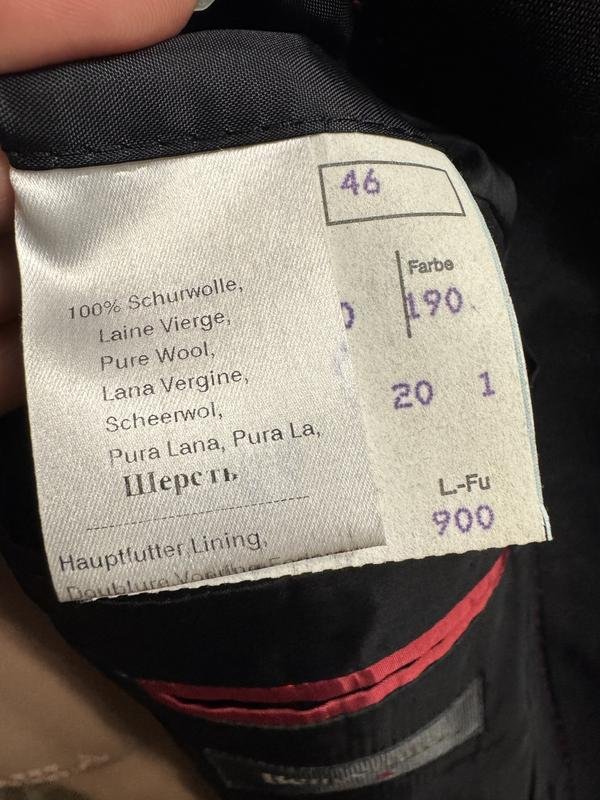 100% Schurwolle,
Laine Vierge,
Pure Wool,
Lana Vergine,
Scheerwol,
Pura Lana, Pura La,
Шерсть
Hauptfutter, Lining,
Doublure
46
Farbe
190
20 1
L.-Fu
900